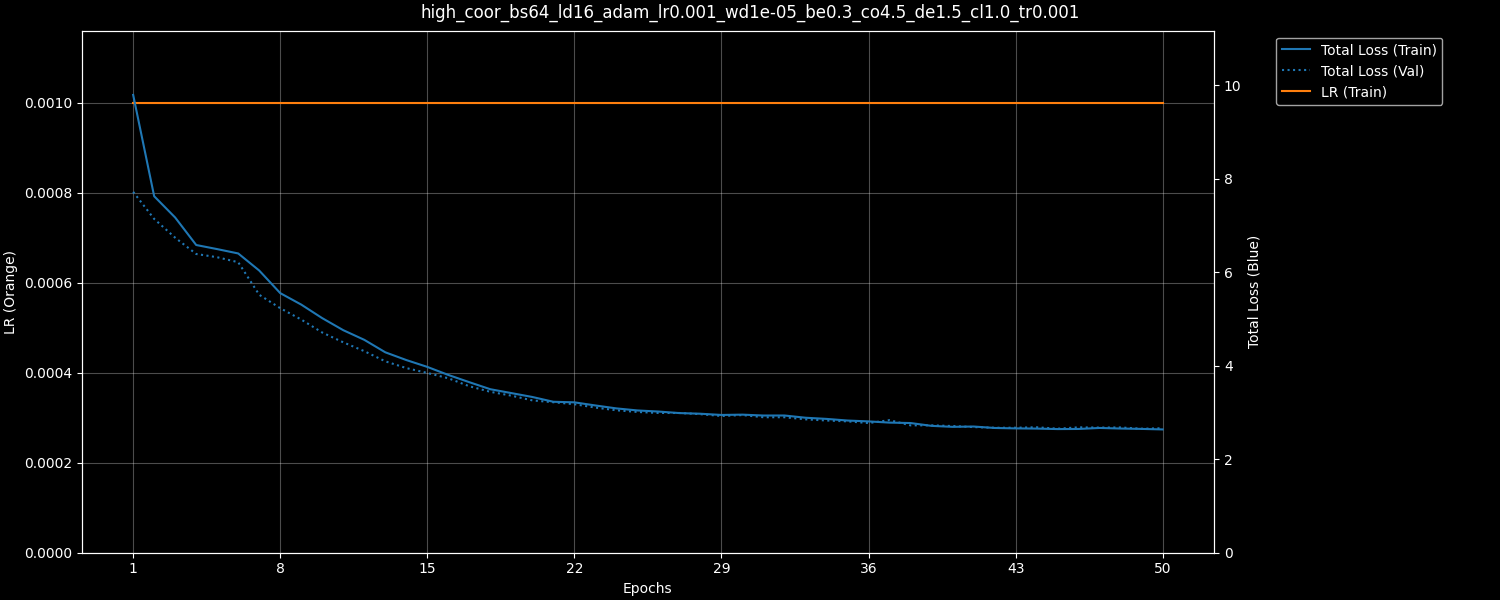 high_coor_bs64_ld16_adam_lr0.001_wd1e-05_be0.3_co4.5_de1.5_cl1.0_tr0.001
Total Loss (Train)
Total Loss (Val)
LR (Train)
LR (Orange)
0.0010
0.0008
0.0006
0.0004
0.0002
0.0000
10
8
6
4
2
0
Total Loss (Blue)
1 8 15 22 29 36 43 50
Epochs